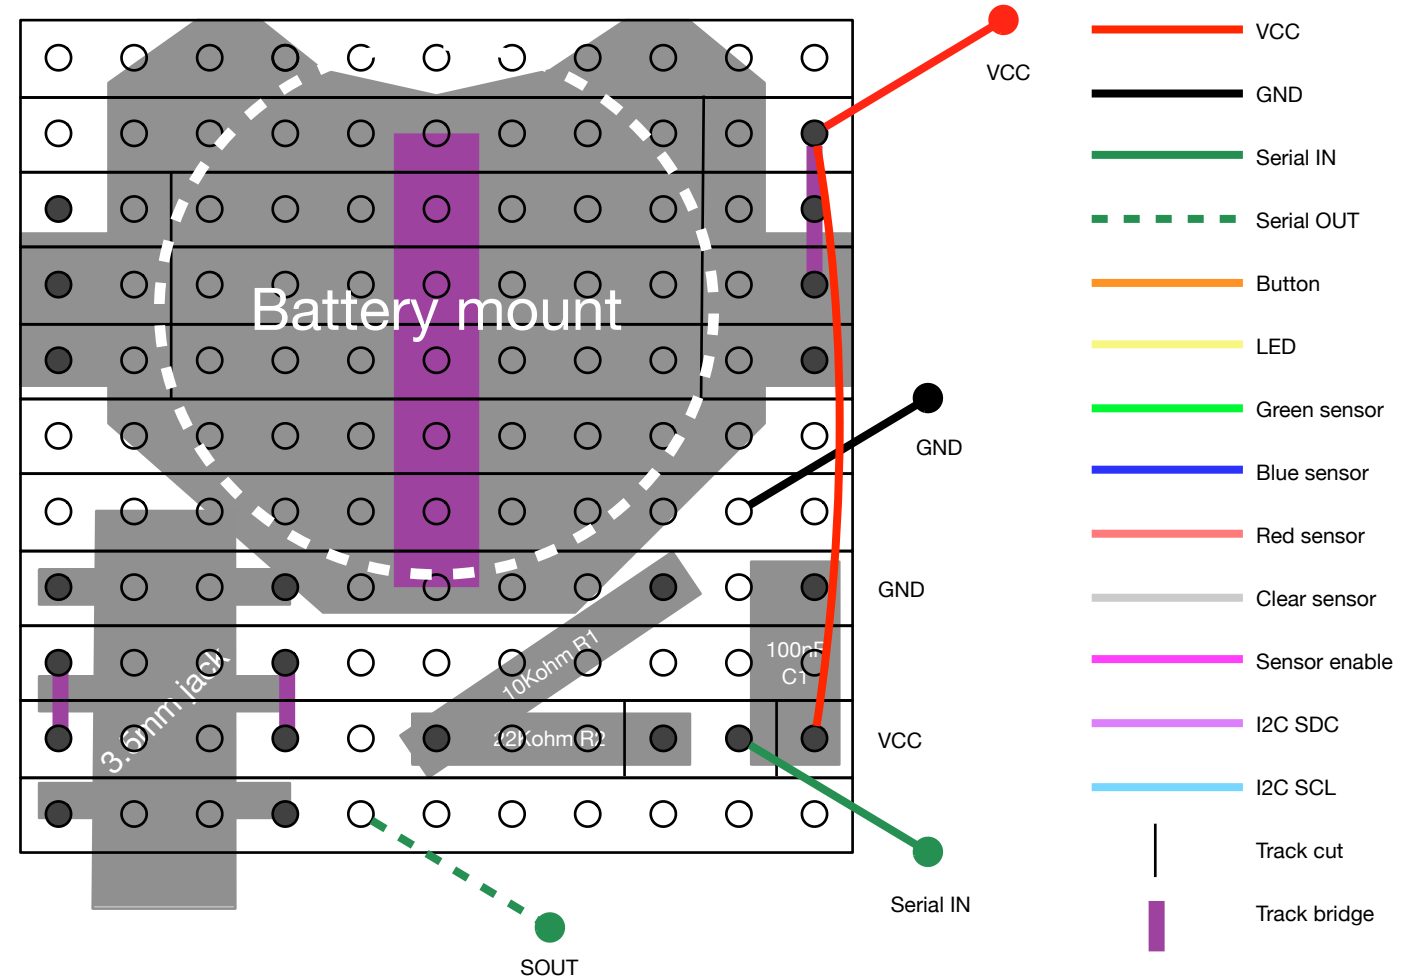 VCC
VCC
GND
Serial IN
Serial OUT
Button
Battery mount
LED
Green sensor
GND
Blue sensor
Red sensor
GND
Clear sensor
10Kohm R1
100nF
C1
3.5mm jack
Sensor enable
22Kohm R2
VCC
I2C SDC
I2C SCL
Track cut
Serial IN
Track bridge
SOUT